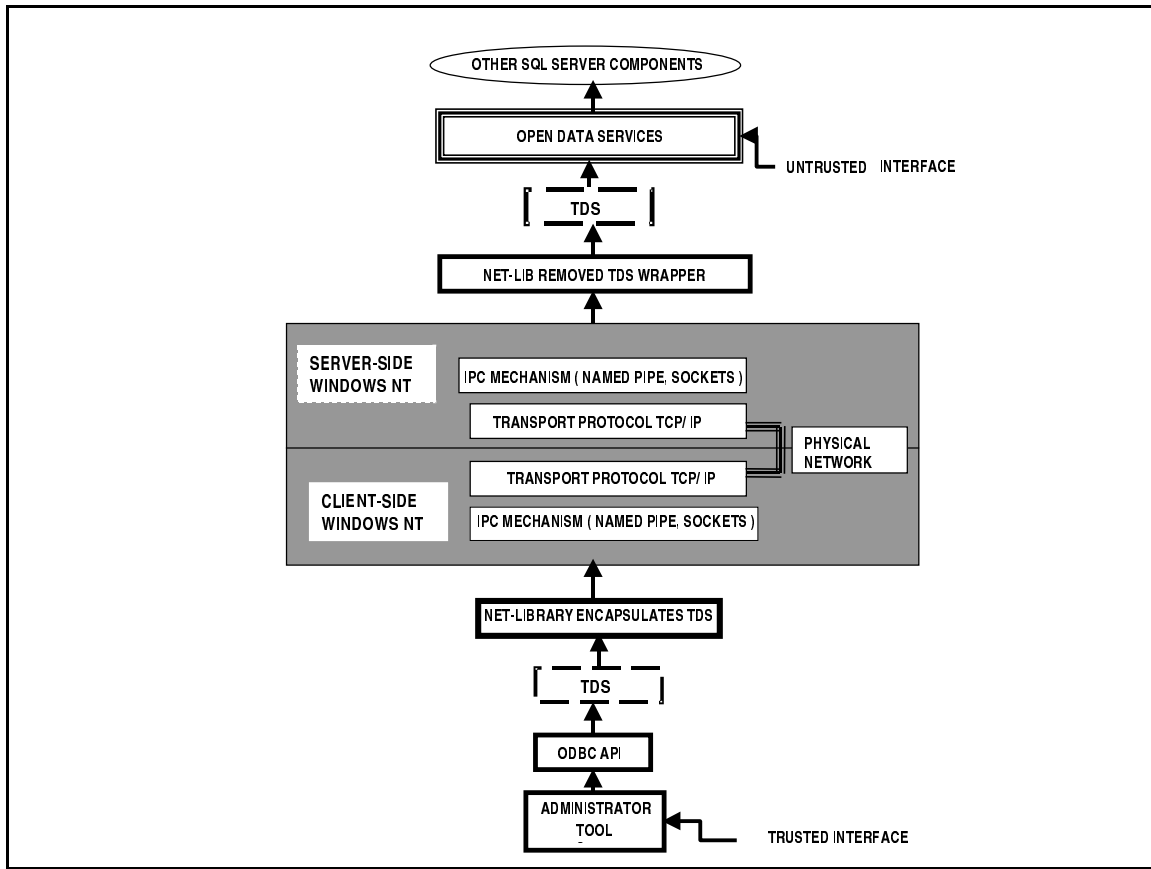 OTHER SQL SERVER COMPONENTS
OPEN DATA SERVICES
UNTRUSTED INTERFACE
TDS
NET-LIB REMOVED TDS WRAPPER
SERVER-SIDE
WINDOWS NT
IPC MECHANISM ( NAMED PIPE, SOCKETS )
TRANSPORT PROTOCOL TCP/ IP
PHYSICAL
NETWORK
TRANSPORT PROTOCOL TCP/ IP
CLIENT-SIDE
WINDOWS NT
IPC MECHANISM ( NAMED PIPE, SOCKETS )
NET-LIBRARY ENCAPSULATES TDS
TDS
ODBC API
ADMINISTRATOR
TOOL
TRUSTED INTERFACE